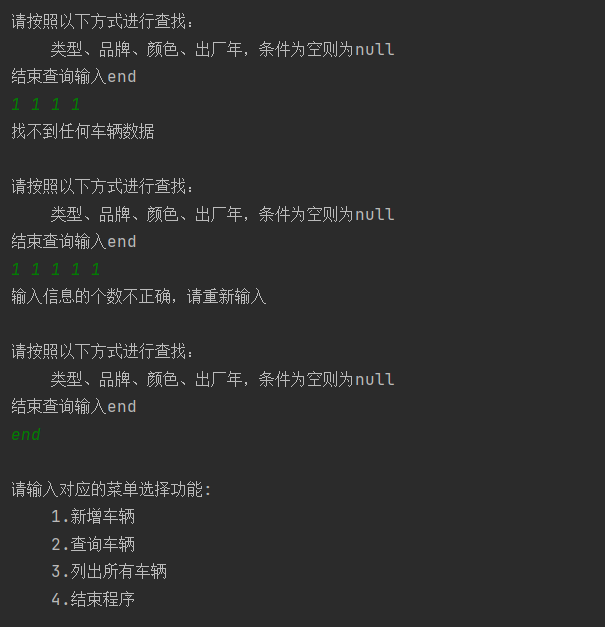 请按照以下方式进行查找：
类型、品牌、颜色、出厂年，条件为空则为null
结束查询输入end
1 1 1 1
找不到任何车辆数据
请按照以下方式进行查找：
类型、品牌、颜色、出厂年，条件为空则为null
结束查询输入end
1 1 1 1 1
输入信息的个数不正确，请重新输入
请按照以下方式进行查找：
类型、品牌、颜色、出厂年，条件为空则为null
结束查询输入end
end
请输入对应的菜单选择功能：
1.新增车辆
2.查询车辆
3.列出所有车辆
4.结束程序